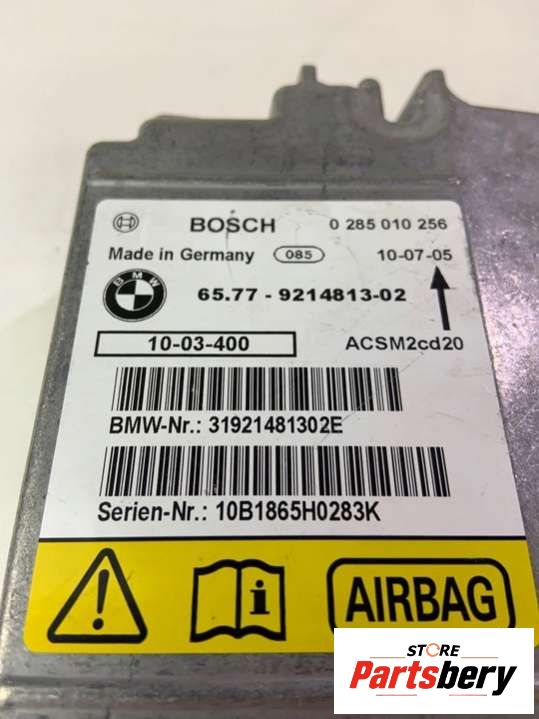 BOSCH 0 285 010 256
Made in Germany 085 10-07-05
BMW 65.77 - 9214813-02
10-03-400 ACSM2cd20
BMW-Nr.: 31921481302E
Serien-Nr.: 10B1865H0283K
AIRBAG
STORE
Partsbery